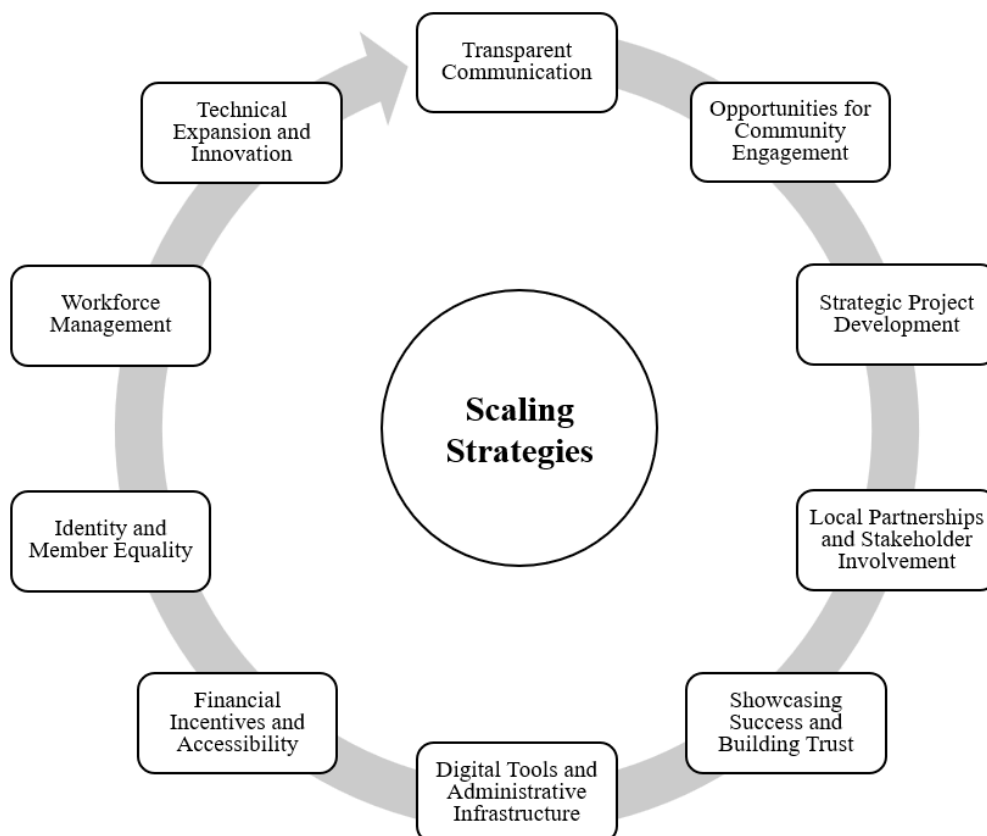 Transparent
Communication
Opportunities for
Community
Engagement
Strategic Project
Development
Local Partnerships
and Stakeholder
Involvement
Showcasing
Success and
Building Trust
Digital Tools and
Administrative
Infrastructure
Financial
Incentives and
Accessibility
Identity and
Member Equality
Workforce
Management
Technical
Expansion and
Innovation
Scaling
Strategies